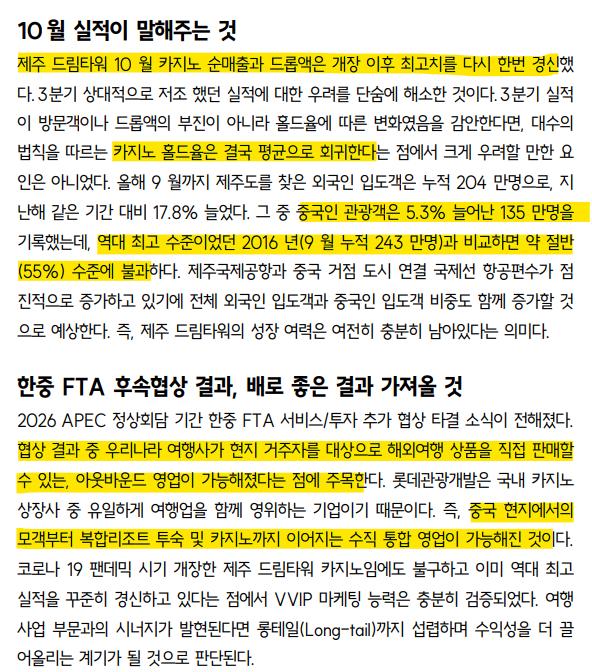 10월 실적이 말해주는 것
제주 드림타워 10 월 카지노 순매출과 드롭액은 개장 이후 최고치를 다시 한번 경신했
다. 3분기 상대적으로 저조 했던 실적에 대한 우려를 단숨에 해소한 것이다. 3분기 실적
이 방문객이나 드롭액의 부진이 아니라 홀드율에 따른 변화였음을 감안한다면, 대수의
법칙을 따르는 카지노 홀드율은 결국 평균으로 회귀한다는 점에서 크게 우려할 만한 요
인은 아니었다. 올해 9 월까지 제주도를 찾은 외국인 입도객은 누적 204 만명으로, 지
난해 같은 기간 대비 17.8% 늘었다. 그 중 중국인 관광객은 5.3% 늘어난 135 만명을
기록했는데, 역대 최고 수준이었던 2016 년(9 월 누적 243 만명)과 비교하면 약 절반
(55%) 수준에 불과하다. 제주국제공항과 중국 거점 도시 연결 국제선 항공편수가 점
진적으로 증가하고 있기에 전체 외국인 입도객과 중국인 입도객 비중도 함께 증가할 것
으로 예상한다. 즉, 제주 드림타워의 성장 여력은 여전히 충분히 남아있다는 의미다.
한중 FTA 후속협상 결과, 배로 좋은 결과 가져올 것
2026 APEC 정상회담 기간 한중 FTA 서비스/투자 추가 협상 타결 소식이 전해졌다.
협상 결과 중 우리나라 여행사가 현지 거주자를 대상으로 해외여행 상품을 직접 판매할
수 있는, 아웃바운드 영업이 가능해졌다는 점에 주목한다. 롯데관광개발은 국내 카지노
상장사 중 유일하게 여행업을 함께 영위하는 기업이기 때문이다. 즉, 중국 현지에서의
모객부터 복합리조트 투숙 및 카지노까지 이어지는 수직 통합 영업이 가능해진 것이다.
코로나 19 팬데믹 시기 개장한 제주 드림타워 카지노임에도 불구하고 이미 역대 최고
실적을 꾸준히 경신하고 있다는 점에서 VVIP 마케팅 능력은 충분히 검증되었다. 여행
사업 부문과의 시너지가 발현된다면 롱테일(Long-tail)까지 섭렵하며 수익성을 더 끌
어올리는 계기가 될 것으로 판단된다.